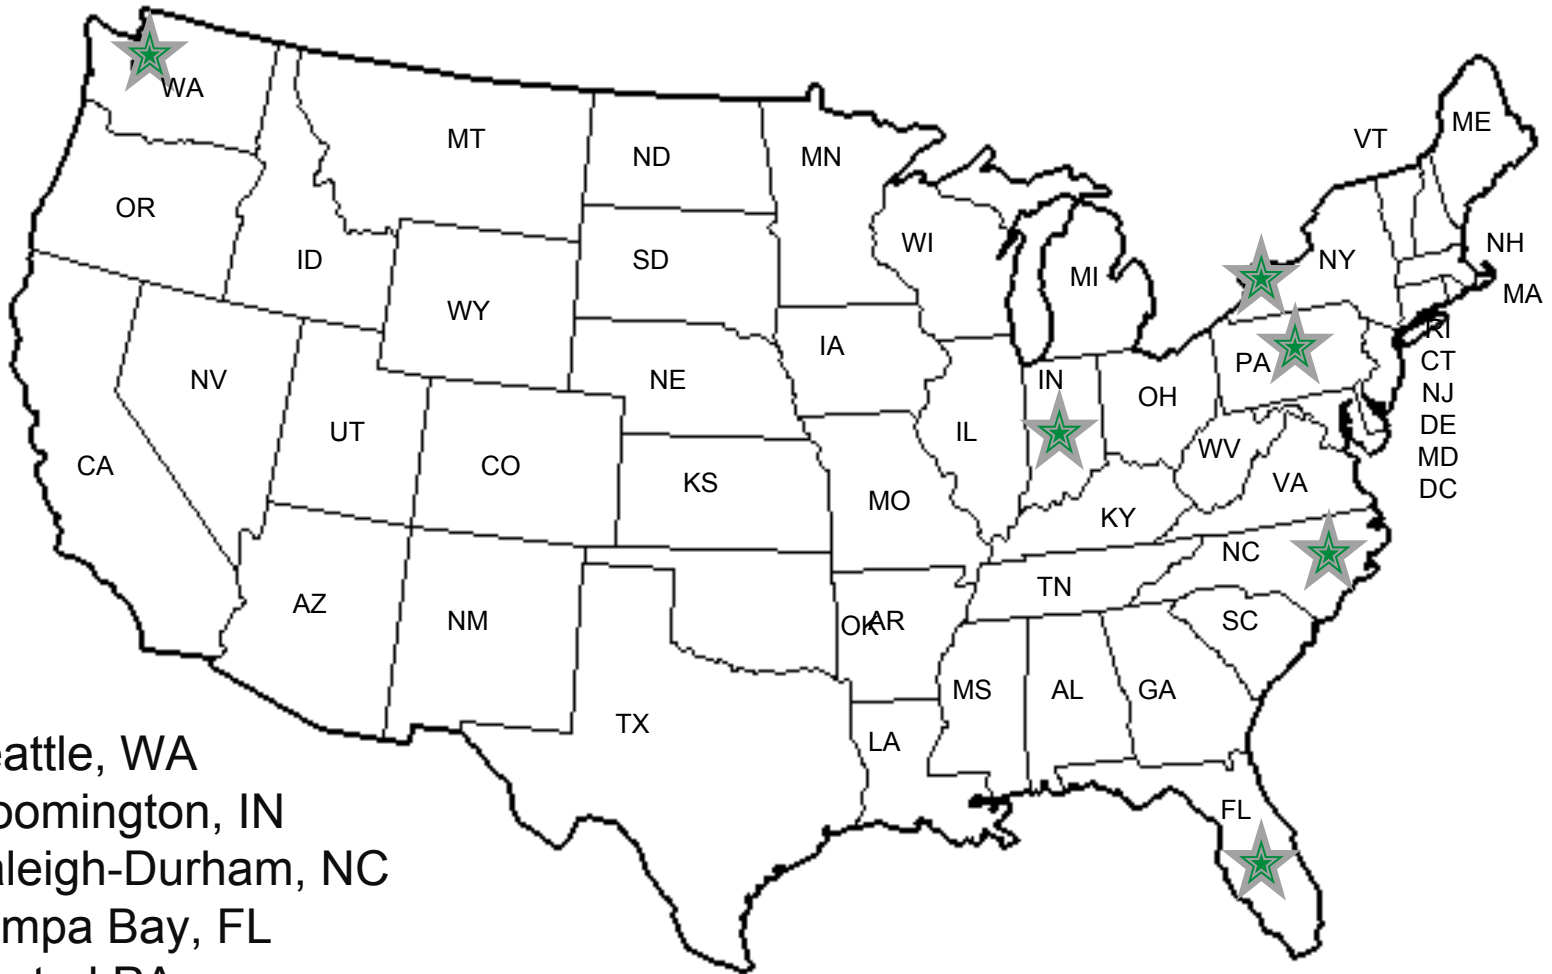 WA
MT
ND
MN
VT
ME
OR
ID
SD
WI
MI
NY
NH
MA
WY
IA
NE
NV
UT
CO
CA
KS
IL
IN
OH
PA
RI
CT
NJ
DE
MD
DC
WV
VA
MO
KY
NC
TN
AZ
NM
OK
AR
SC
MS
AL
GA
TX
LA
FL
eattle, WA
oomington, IN
aleigh-Durham, NC
mpa Bay, FL
PA